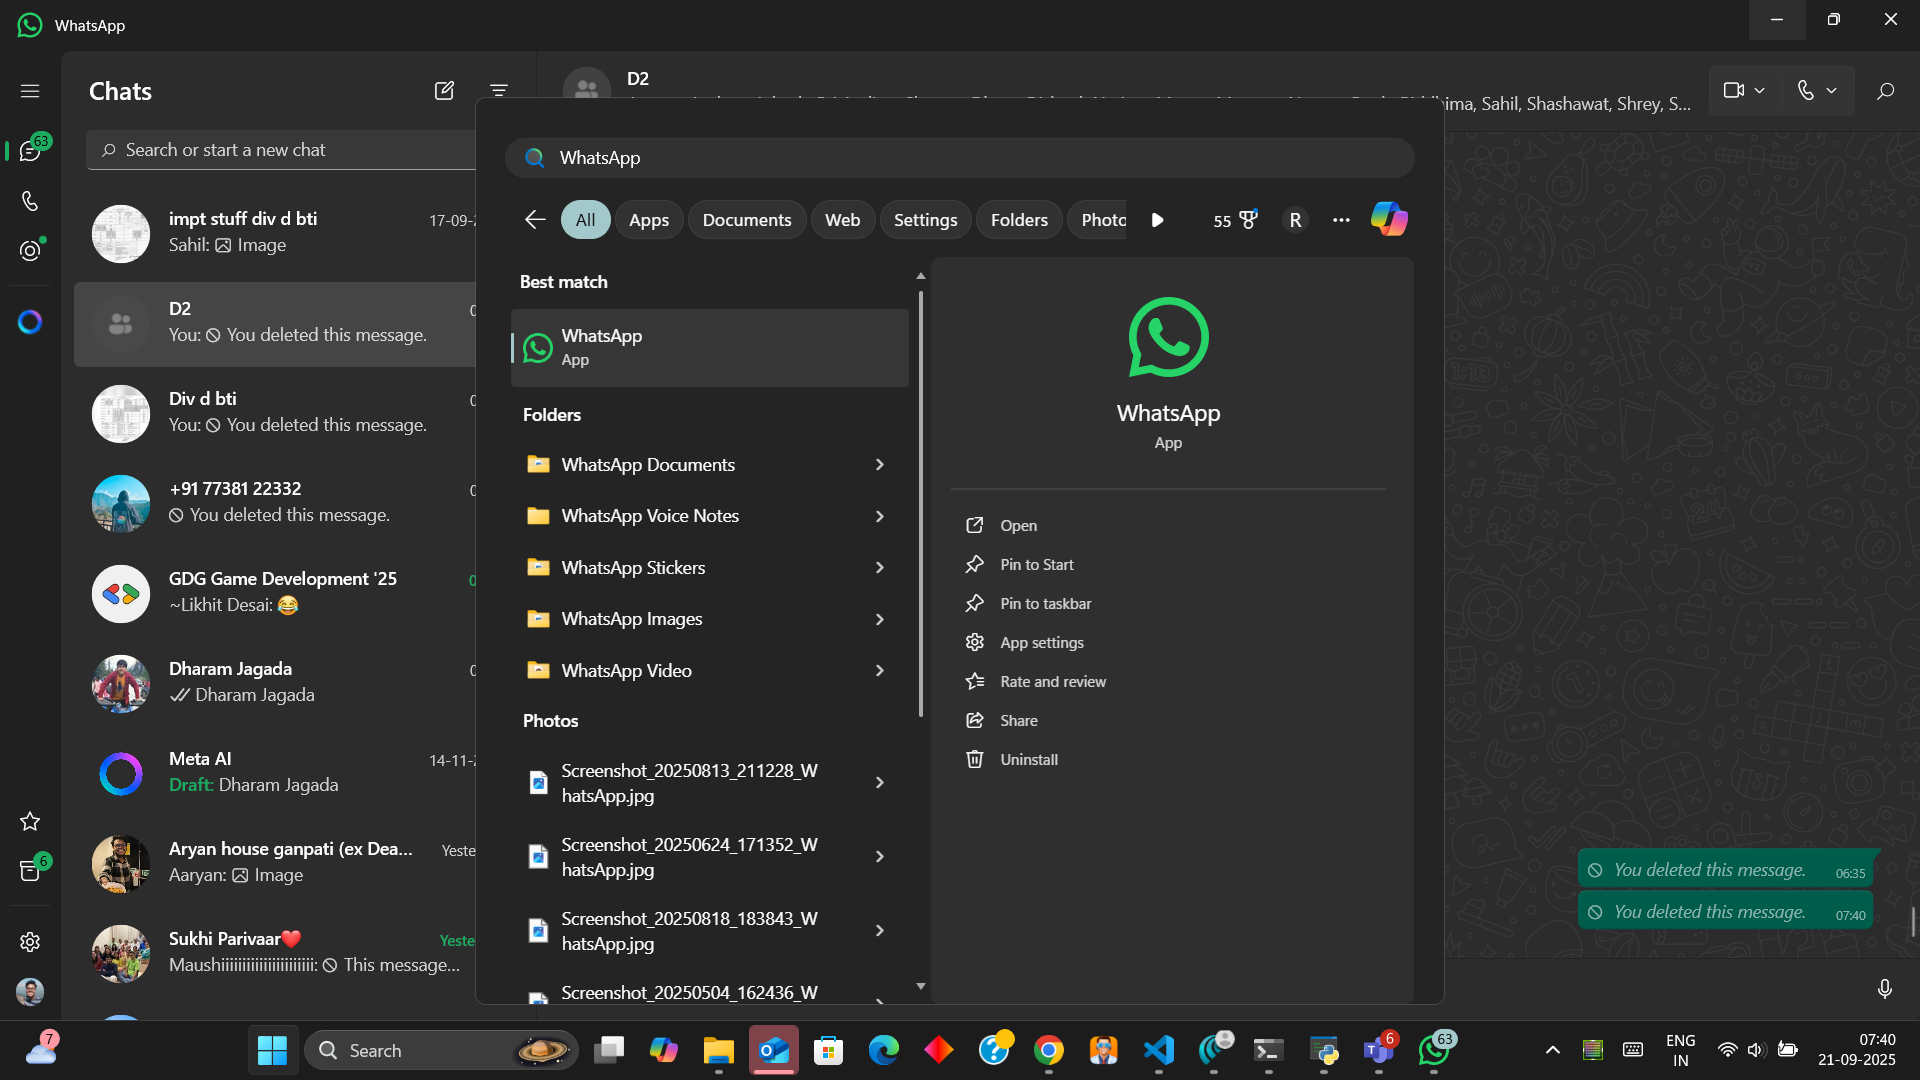 WhatsApp
Chats
63
Search or start a new chat
impt stuff div d bti
17-09-
Sahil: Image
D2
You: You deleted this message.
Div d bti
You: You deleted this message.
+91 77381 22332
You deleted this message.
GDG Game Development '25
~Likhit Desai: 😂
Dharam Jagada
Dharam Jagada
Meta AI
14-11-
Draft: Dharam Jagada
Aryan house ganpati (ex Dea...
Yeste
Aaryan: Image
6
Sukhi Parivaar❤️
Yeste
Maushiiiiiiiiiiiiiiiiiiiiiii: This message...
D2
ima, Sahil, Shashawat, Shrey, S...
WhatsApp
All
Apps
Documents
Web
Settings
Folders
Photo
55
R
Best match
WhatsApp
App
Folders
WhatsApp Documents
WhatsApp Voice Notes
WhatsApp Stickers
WhatsApp Images
WhatsApp Video
Photos
Screenshot_20250813_211228_W
hatsApp.jpg
Screenshot_20250624_171352_W
hatsApp.jpg
Screenshot_20250818_183843_W
hatsApp.jpg
Screenshot_20250504_162436_W
WhatsApp
App
Open
Pin to Start
Pin to taskbar
App settings
Rate and review
Share
Uninstall
You deleted this message. 06:35
You deleted this message. 07:40
7
Search
6
63
ENG
IN
07:40
21-09-2025